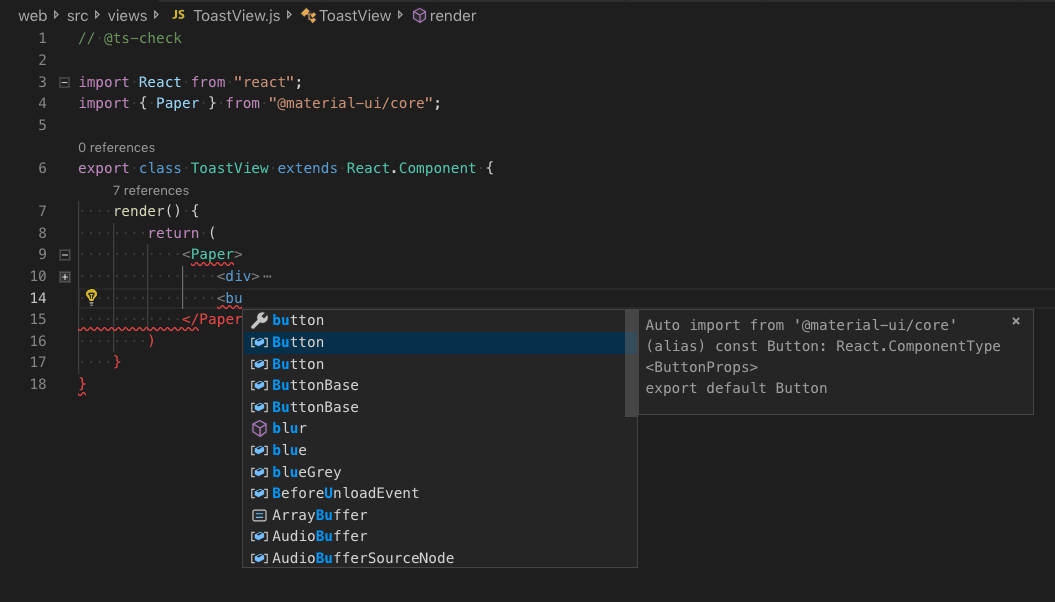 web src views JS ToastView.js ToastView render
1 // @ts-check
2
3 import React from "react";
4 import { Paper } from "@material-ui/core";
5
0 references
6 export class ToastView extends React.Component {
7 references
7 render() {
8 return (
9 <Paper>
10 <div>⋯
14 <bu
15 </Paper
16 )
17 }
18 }
button
Button
Button
ButtonBase
ButtonBase
blur
blue
blueGrey
BeforeUnloadEvent
ArrayBuffer
AudioBuffer
AudioBufferSourceNode
Auto import from '@material-ui/core' ×
(alias) const Button: React.ComponentType
<ButtonProps>
export default Button